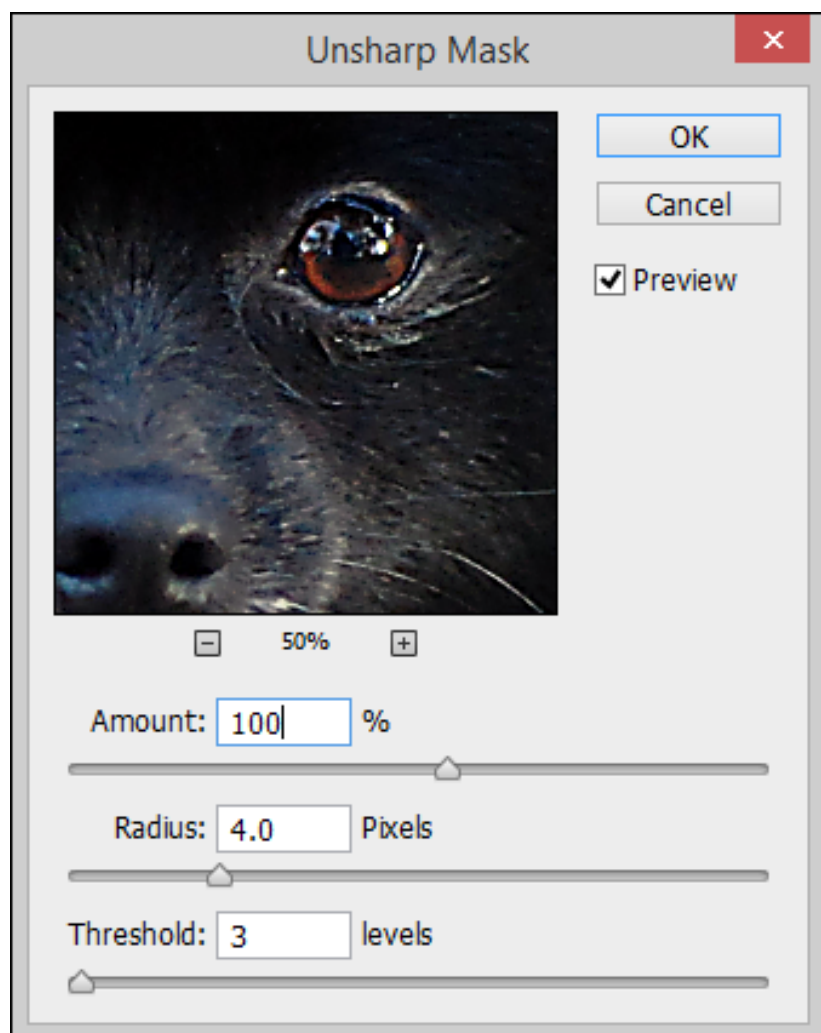 Unsharp Mask
OK
Cancel
Preview
50%
Amount: 100 %
Radius: 4.0 Pixels
Threshold: 3 levels